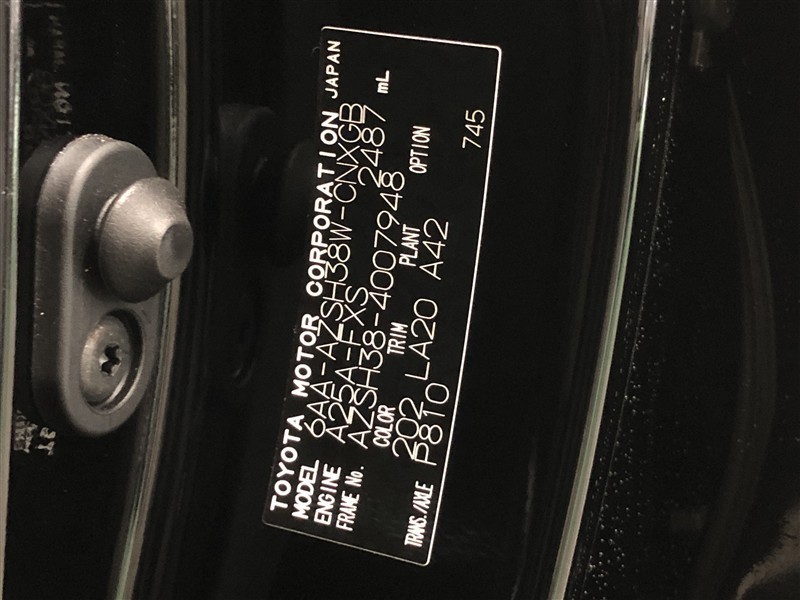 TOYOTA MOTOR CORPORATION JAPAN
MODEL 6AA-AZSH38W-CNXGB
ENGINE A25A-FXS 2487 mL
FRAME No. AZSH38-4007948
COLOR TRIM PLANT OPTION
202 LA20 A42
TRANS./AXLE P810 745